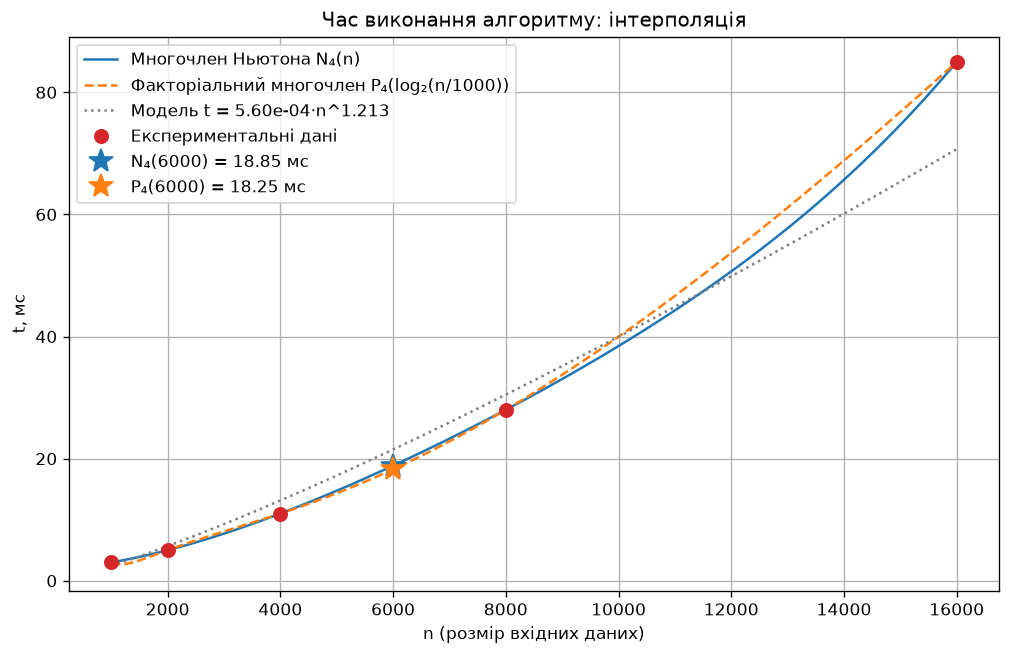 Час виконання алгоритму: інтерполяція
Многочлен Ньютона N₄(n)
Факторіальний многочлен P₄(log₂(n/1000))
Модель t = 5.60e-04·n^1.213
Експериментальні дані
N₄(6000) = 18.85 мс
P₄(6000) = 18.25 мс
t, мс
80
60
40
20
0
2000 4000 6000 8000 10000 12000 14000 16000
n (розмір вхідних даних)